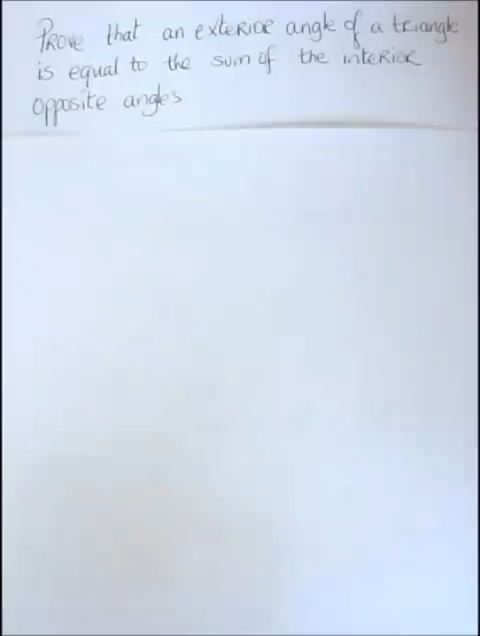 Prove that an exterior angle of a triangle
is equal to the sum of the interior
opposite angles